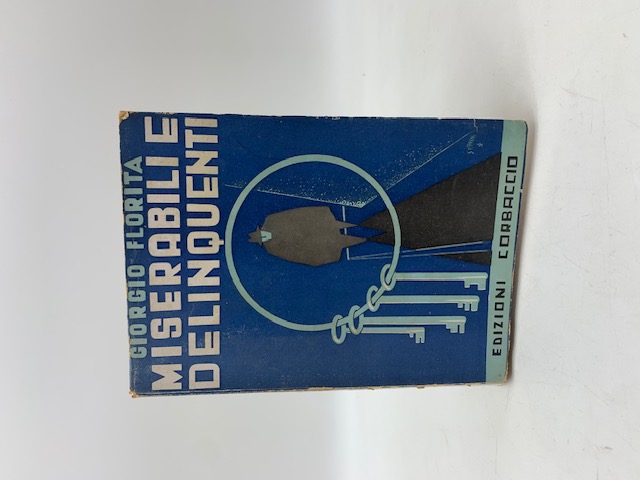 GIORGIO FLORITA
MISERABILI E
DELINQUENTI
EDIZIONI CORBACCIO